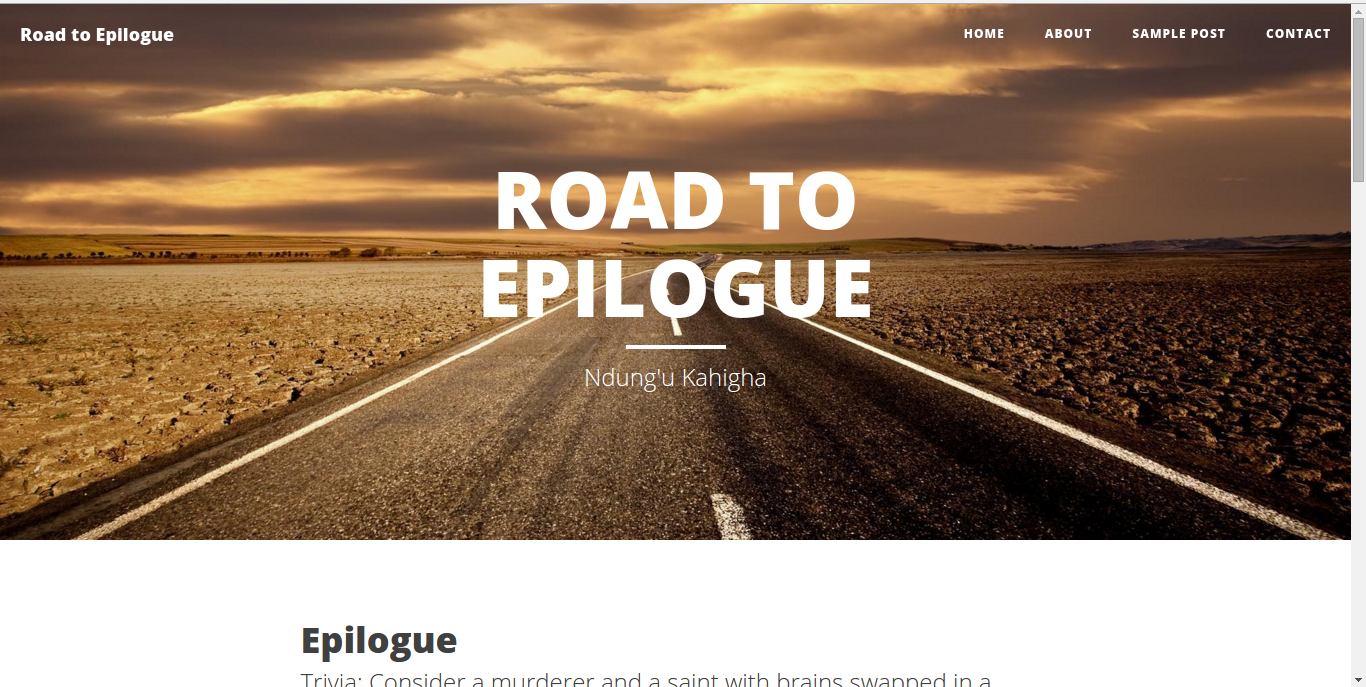 Road to Epilogue
HOME ABOUT SAMPLE POST CONTACT
ROAD TO
EPILOGUE
Ndung'u Kahigha
Epilogue
Trivia: Consider a murderer and a saint with brains swapped in a